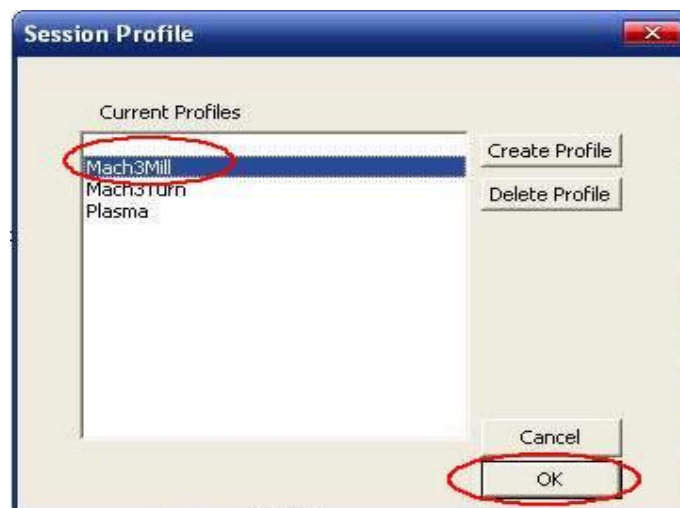 Session Profile
Current Profiles
Mach3Mill
Mach3Turn
Plasma
Create Profile
Delete Profile
Cancel
OK